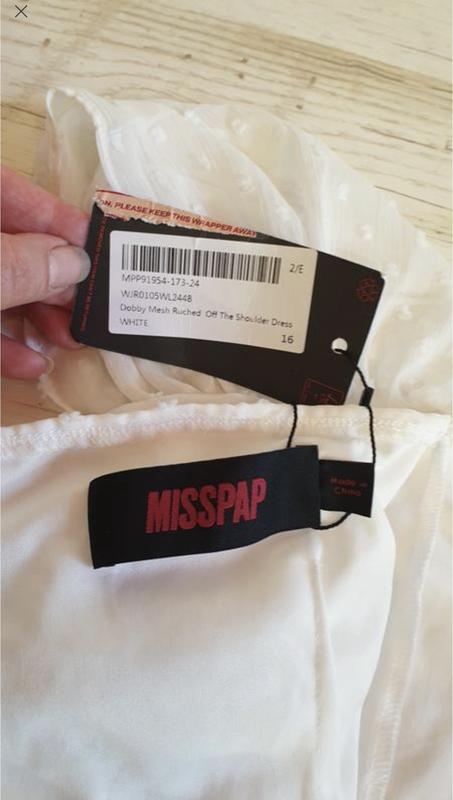 ON, PLEASE KEEP THIS WRAPPER AWAY
2/E
MPP91954-173-24
WJR0105WL244B
Dobby Mesh Ruched Off The Shoulder Dress
WHITE
16
MISSPAP
Made in
China